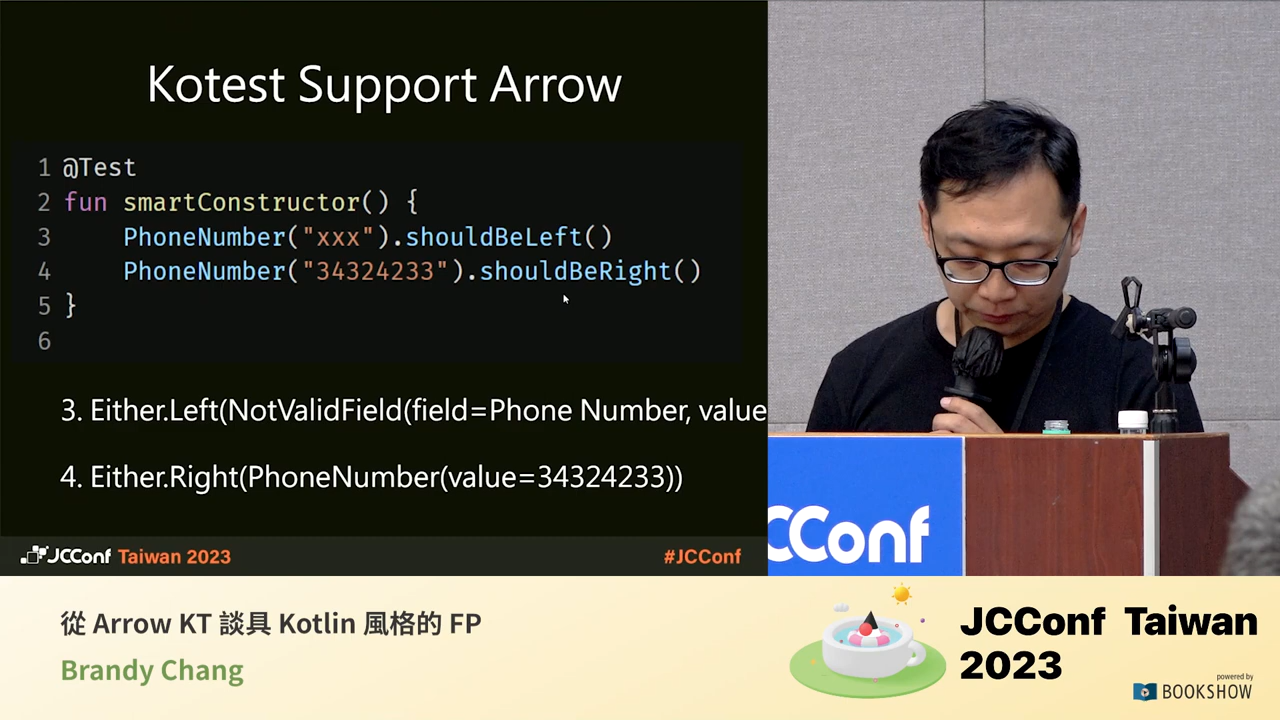 Kotest Support Arrow
1 @Test
2 fun smartConstructor() {
3 PhoneNumber("xxx").shouldBeLeft()
4 PhoneNumber("34324233").shouldBeRight()
5 }
6
3. Either.Left(NotValidField(field=Phone Number, value
4. Either.Right(PhoneNumber(value=34324233))
JCConf Taiwan 2023
#JCConf
CConf
從 Arrow KT 談具 Kotlin 風格的 FP
Brandy Chang
JCConf Taiwan
2023
powered by
BOOKSHOW